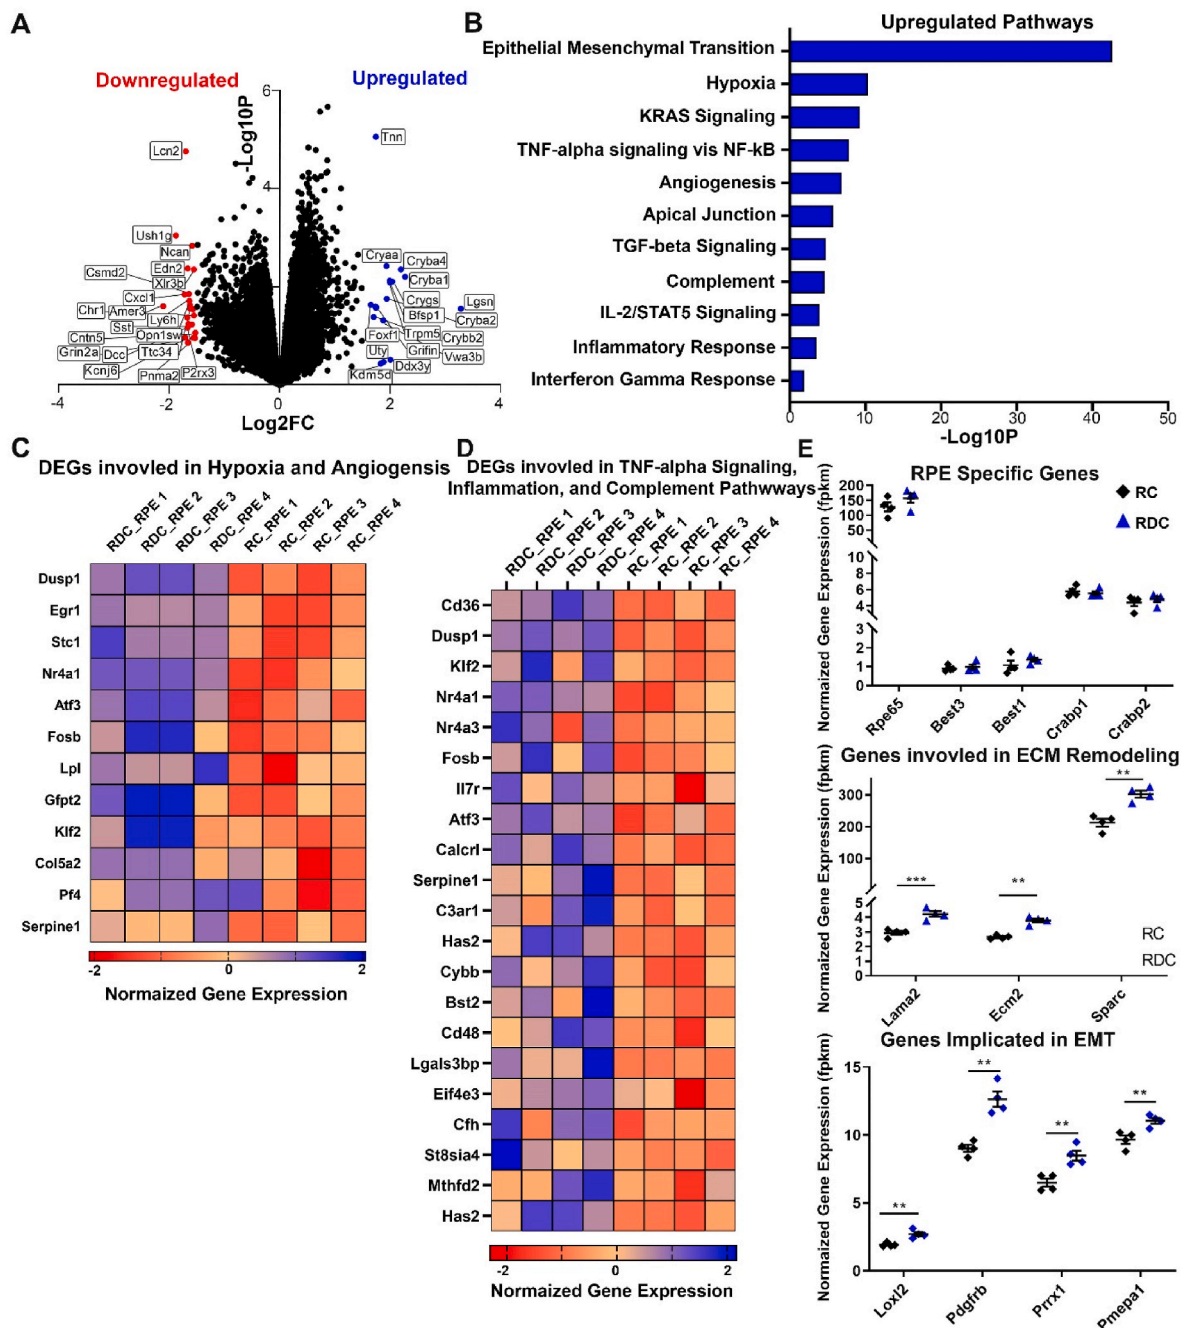 A
Downregulated
Upregulated
-Log10P
6
4
Tnn
Lcn2
Ush1g
Ncan
Edn2
Csmd2
Xlr3b
Cxcl1
Chr1
Amer3
Ly6h
Sst
Cntn5
Opn1sw
Grin2a
Dcc
Ttc34
Kcnj6
Pnma2
P2rx3
Cryaa
Cryba4
Cryba1
Crygs
Lgsn
Bfsp1
Cryba2
Trpm5
Crybb2
Foxf1
Grifin
Vwa3b
Uty
Ddx3y
Kdm5d
-4
-2
0
2
4
Log2FC
B
Upregulated Pathways
Epithelial Mesenchymal Transition
Hypoxia
KRAS Signaling
TNF-alpha signaling vis NF-kB
Angiogenesis
Apical Junction
TGF-beta Signaling
Complement
IL-2/STAT5 Signaling
Inflammatory Response
Interferon Gamma Response
0
10
20
30
40
50
-Log10P
C
DEGs invovled in Hypoxia and Angiogensis
RDC_RPE 1
RDC_RPE 2
RDC_RPE 3
RDC_RPE 4
RC_RPE 1
RC_RPE 2
RC_RPE 3
RC_RPE 4
Dusp1
Egr1
Stc1
Nr4a1
Atf3
Fosb
Lpl
Gfpt2
Klf2
Col5a2
Pf4
Serpine1
-2
0
2
Normaized Gene Expression
D
DEGs invovled in TNF-alpha Signaling,
Inflammation, and Complement Pathwways
RDC_RPE 1
RDC_RPE 2
RDC_RPE 3
RDC_RPE 4
RC_RPE 1
RC_RPE 2
RC_RPE 3
RC_RPE 4
Cd36
Dusp1
Klf2
Nr4a1
Nr4a3
Fosb
Il7r
Atf3
Calcrl
Serpine1
C3ar1
Has2
Cybb
Bst2
Cd48
Lgals3bp
Eif4e3
Cfh
St8sia4
Mthfd2
Has2
-2
0
2
Normalized Gene Expression
E
RPE Specific Genes
Normaized Gene Expression (fpkm)
200
150
100
50
10
8
6
4
3
2
1
0
RC
RDC
Rpe65
Best3
Best1
Crabp1
Crabp2
Genes invovled in ECM Remodeling
Normaized Gene Expression (fpkm)
300
200
100
5
4
3
2
1
0
***
**
**
RC
RDC
Lama2
Ecm2
Sparc
Genes Implicated in EMT
Normaized Gene Expression (fpkm)
15
10
5
0
**
**
**
**
Loxl2
Pdgfrb
Prrx1
Pmepa1